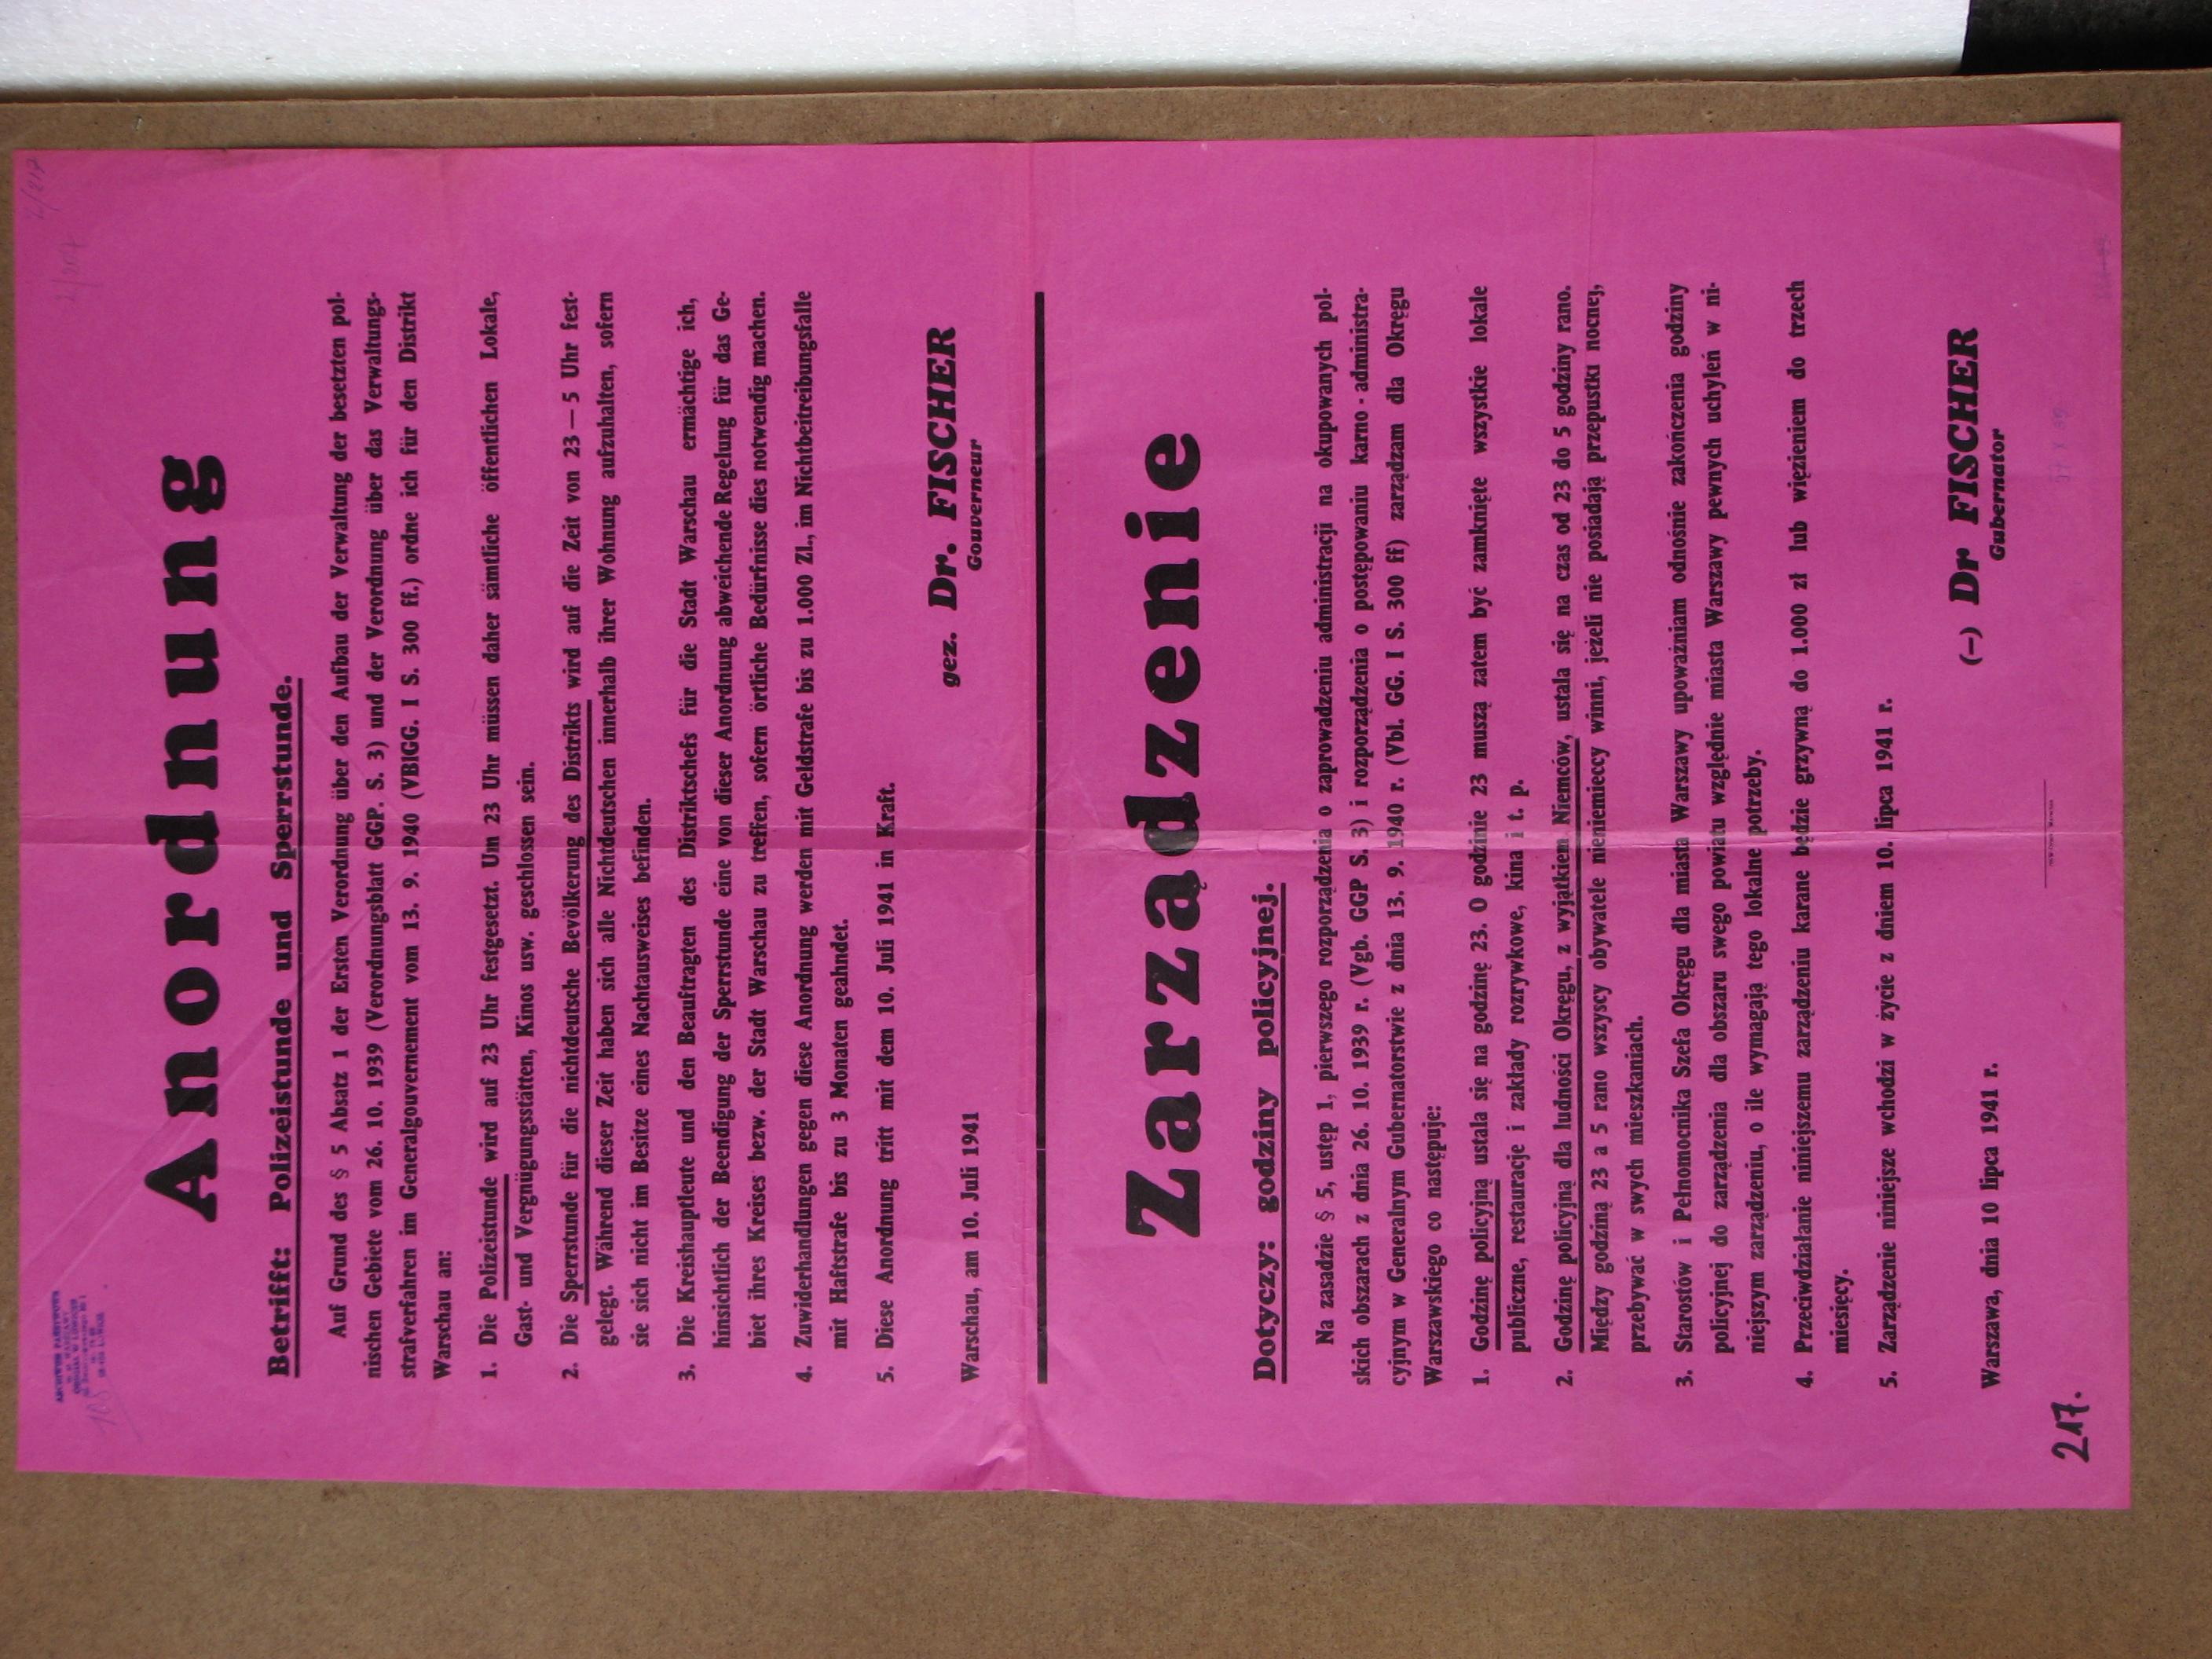 ARCHIWUM PAŃSTWOWE
Anordnung
Betrifft: Polizeistunde und Sperrstunde.
Auf Grund des § 5 Absatz 1 der Ersten Verordnung über den Aufbau der Verwaltung der besetzten pol-
nischen Gebiete vom 26. 10. 1939 (Verordnungsblatt GGP. S. 3) und der Verordnung über das Verwaltungs-
strafverfahren im Generalgouvernement vom 13. 9. 1940 (VBlGG. I S. 300 ff.) ordne ich für den Distrikt
Warschau an:
1. Die Polizeistunde wird auf 23 Uhr festgesetzt. Um 23 Uhr müssen daher sämtliche öffentlichen Lokale,
Gast- und Vergnügungsstätten, Kinos usw. geschlossen sein.
2. Die Sperrstunde für die nichtdeutsche Bevölkerung des Distrikts wird auf die Zeit von 23 — 5 Uhr fest-
gelegt. Während dieser Zeit haben sich alle Nichtdeutschen innerhalb ihrer Wohnung aufzuhalten, sofern
sie sich nicht im Besitze eines Nachtausweises befinden.
3. Die Kreishauptleute und den Beauftragten des Distriktschefs für die Stadt Warschau ermächtige ich,
hinsichtlich der Beendigung der Sperrstunde eine von dieser Anordnung abweichende Regelung für das Ge-
biet ihres Kreises bezw. der Stadt Warschau zu treffen, sofern örtliche Bedürfnisse dies notwendig machen.
4. Zuwiderhandlungen gegen diese Anordnung werden mit Geldstrafe bis zu 1.000 Zl., im Nichtbeitreibungsfalle
mit Haftstrafe bis zu 3 Monaten geahndet.
5. Diese Anordnung tritt mit dem 10. Juli 1941 in Kraft.
Warschau, am 10. Juli 1941
gez. Dr. FISCHER
Gouverneur
Zarządzenie
Dotyczy: godziny policyjnej.
Na zasadzie § 5, ustęp 1, pierwszego rozporządzenia o zaprowadzeniu administracji na okupowanych pol-
skich obszarach z dnia 26. 10. 1939 r. (Vgb. GGP S. 3) i rozporządzenia o postępowaniu karno - administra-
cyjnym w Generalnym Gubernatorstwie z dnia 13. 9. 1940 r. (Vbl. GG. I S. 300 ff) zarządzam dla Okręgu
Warszawskiego co następuje:
1. Godzinę policyjną ustala się na godzinę 23. O godzinie 23 muszą zatem być zamknięte wszystkie lokale
publiczne, restauracje i zakłady rozrywkowe, kina i t. p.
2. Godzinę policyjną dla ludności Okręgu, z wyjątkiem Niemców, ustala się na czas od 23 do 5 godziny rano.
Między godziną 23 a 5 rano wszyscy obywatele nieniemieccy winni, jeżeli nie posiadają przepustki nocnej,
przebywać w swych mieszkaniach.
3. Starostów i Pełnomocnika Szefa Okręgu dla miasta Warszawy upoważniam odnośnie zakończenia godziny
policyjnej do zarządzenia dla obszaru swego powiatu względnie miasta Warszawy pewnych uchyleń w ni-
niejszym zarządzeniu, o ile wymagają tego lokalne potrzeby.
4. Przeciwdziałanie niniejszemu zarządzeniu karane będzie grzywną do 1.000 zł lub więzieniem do trzech
miesięcy.
5. Zarządzenie niniejsze wchodzi w życie z dniem 10. lipca 1941 r.
Warszawa, dnia 10 lipca 1941 r.
(—) Dr FISCHER
Gubernator
217.